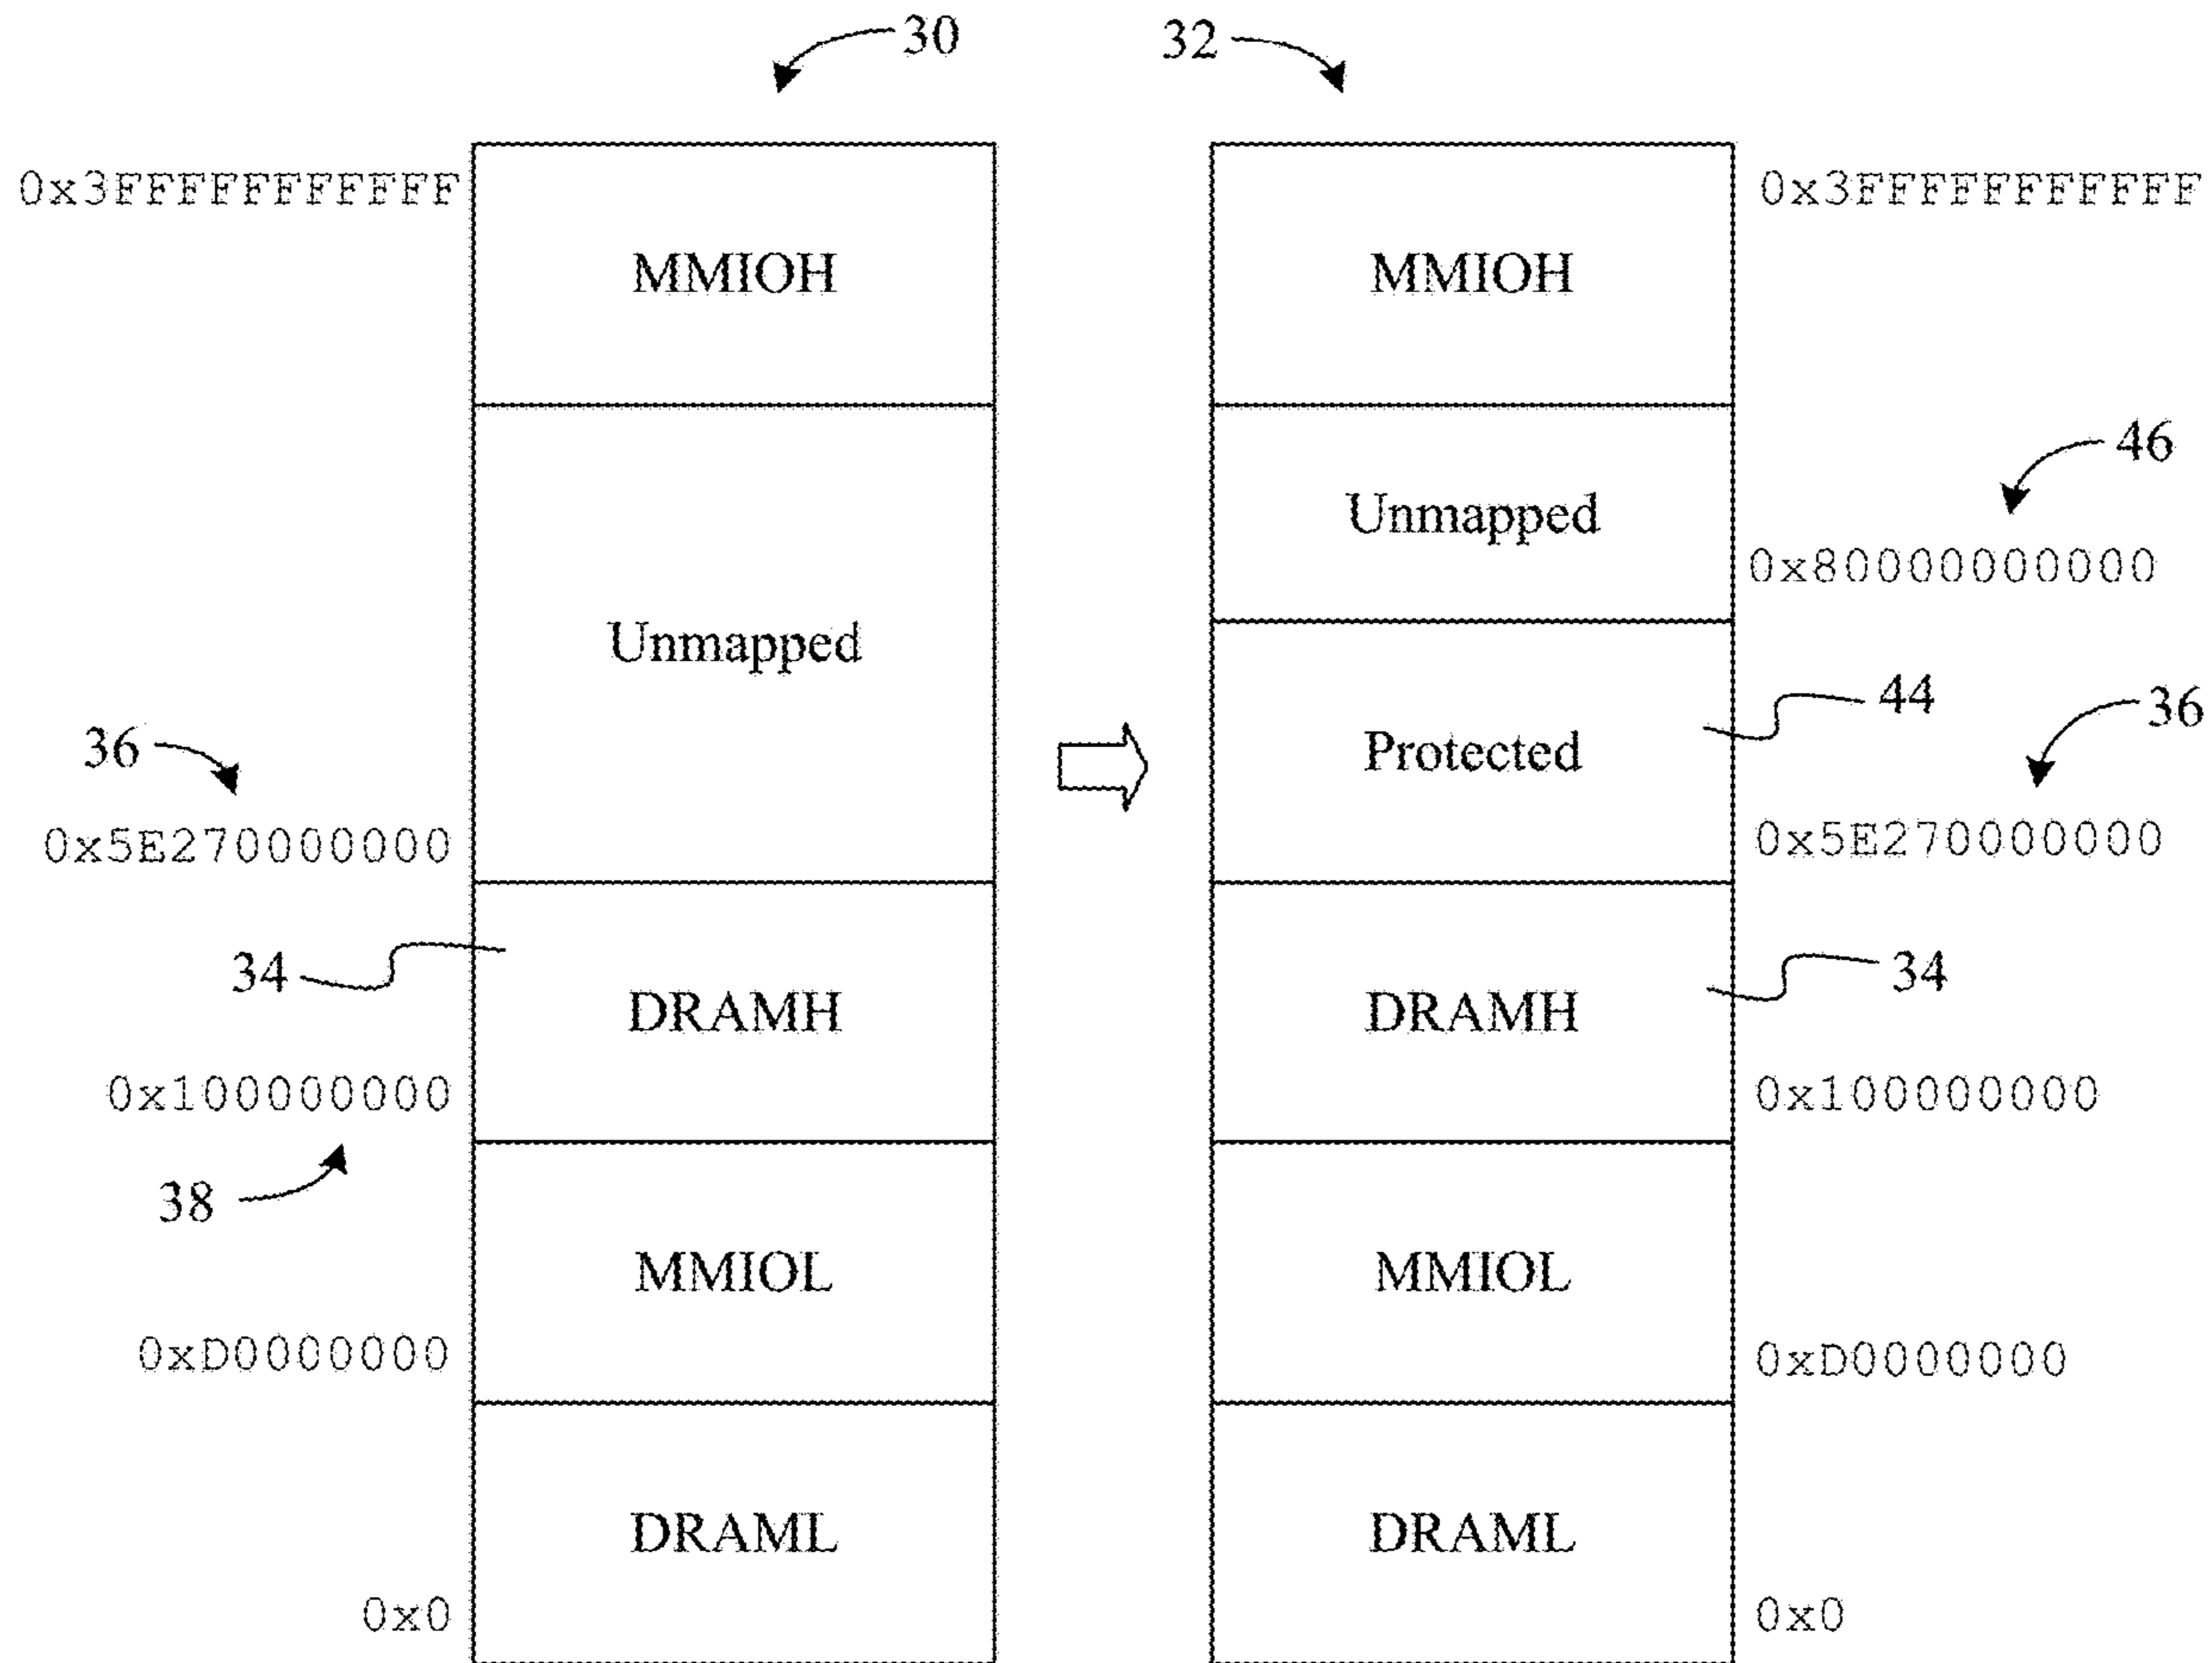 30
32
0x3FFFFFFFFFFF
MMIOH
MMIOH
0x3FFFFFFFFFFF
46
Unmapped
0x80000000000
Unmapped
44
36
36
Protected
0x5E270000000
0x5E270000000
34
34
DRAMH
DRAMH
0x100000000
0x100000000
38
MMIOL
MMIOL
0xD0000000
0xD0000000
DRAML
DRAML
0x0
0x0